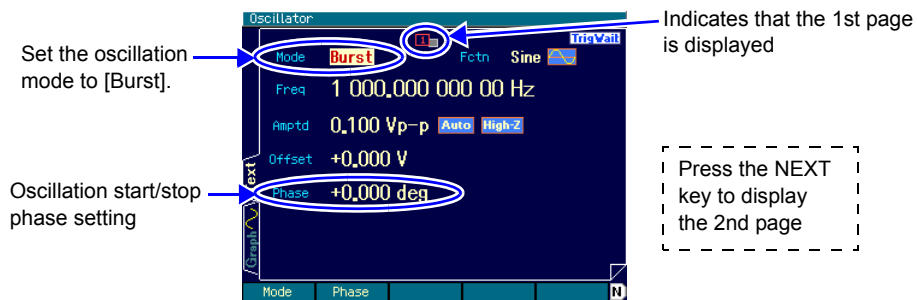 Oscillator
Indicates that the 1st page
is displayed
1
TrigWait
Set the oscillation
mode to [Burst].
Mode Burst Fctn Sine
Freq 1 000.000 000 00 Hz
Amptd 0.100 Vp-p Auto High-Z
Offset +0.000 V
Phase +0.000 deg
Oscillation start/stop
phase setting
Press the NEXT
key to display
the 2nd page
Text
Graph
Mode Phase N